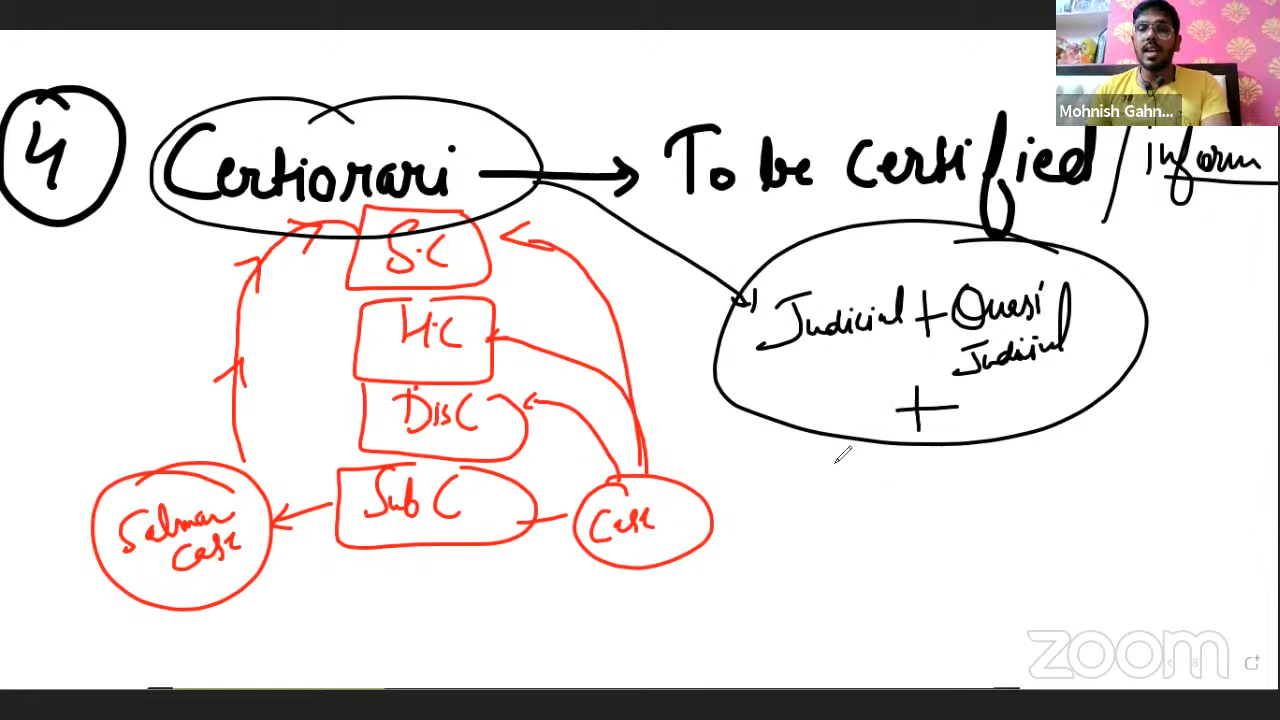 Mohnish Gahn...
4
Certiorari → To be certified / inform
S.C
H.C
Dis C
Sub C
Case
Salman
Case
Judicial + Quasi
Judicial
+
zoom